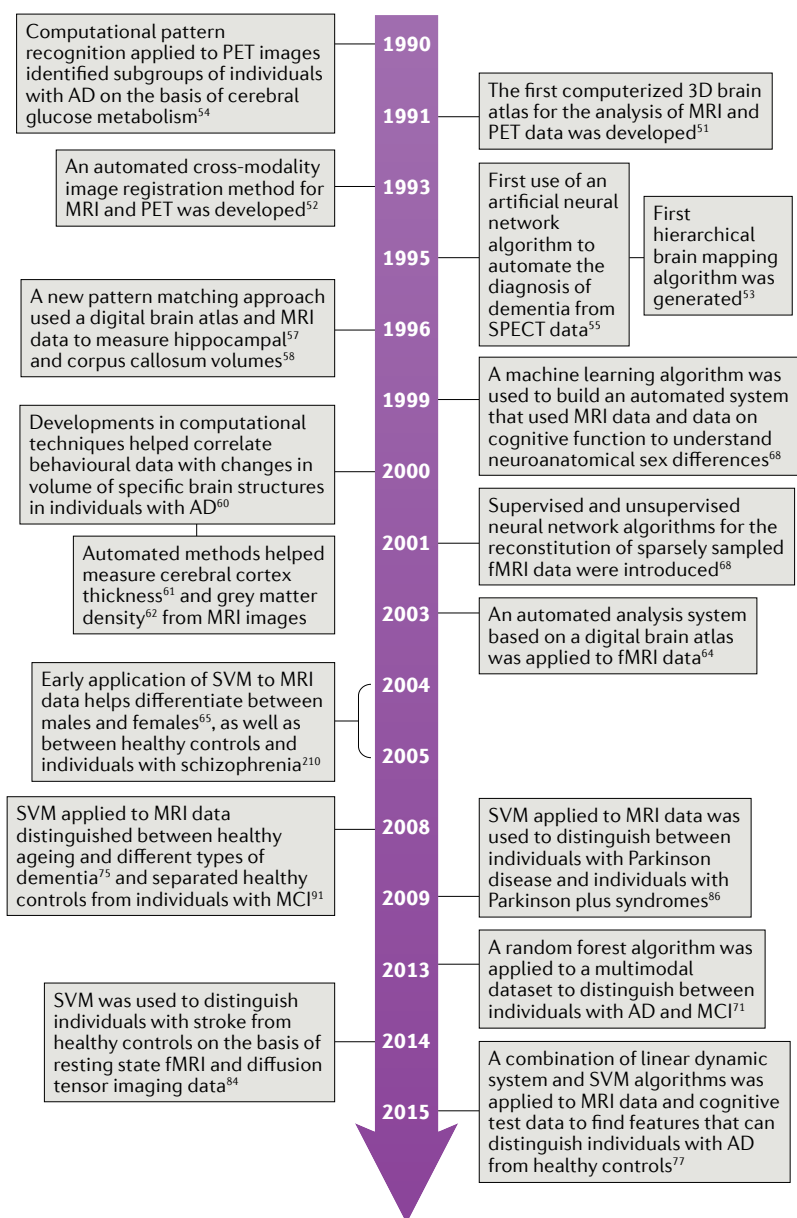 1990
Computational pattern
recognition applied to PET images
identified subgroups of individuals
with AD on the basis of cerebral
glucose metabolism54
1991
The first computerized 3D brain
atlas for the analysis of MRI and
PET data was developed51
1993
An automated cross-modality
image registration method for
MRI and PET was developed52
1995
First use of an
artificial neural
network
algorithm to
automate the
diagnosis of
dementia from
SPECT data55
First
hierarchical
brain mapping
algorithm was
generated53
1996
A new pattern matching approach
used a digital brain atlas and MRI
data to measure hippocampal57
and corpus callosum volumes58
1999
A machine learning algorithm was
used to build an automated system
that used MRI data and data on
cognitive function to understand
neuroanatomical sex differences68
2000
Developments in computational
techniques helped correlate
behavioural data with changes in
volume of specific brain structures
in individuals with AD60
Automated methods helped
measure cerebral cortex
thickness61 and grey matter
density62 from MRI images
2001
Supervised and unsupervised
neural network algorithms for the
reconstitution of sparsely sampled
fMRI data were introduced68
2003
An automated analysis system
based on a digital brain atlas
was applied to fMRI data64
2004
2005
Early application of SVM to MRI
data helps differentiate between
males and females65, as well as
between healthy controls and
individuals with schizophrenia210
2008
SVM applied to MRI data
distinguished between healthy
ageing and different types of
dementia75 and separated healthy
controls from individuals with MCI91
2009
SVM applied to MRI data was
used to distinguish between
individuals with Parkinson
disease and individuals with
Parkinson plus syndromes86
2013
A random forest algorithm was
applied to a multimodal
dataset to distinguish between
individuals with AD and MCI71
2014
SVM was used to distinguish
individuals with stroke from
healthy controls on the basis of
resting state fMRI and diffusion
tensor imaging data84
2015
A combination of linear dynamic
system and SVM algorithms was
applied to MRI data and cognitive
test data to find features that can
distinguish individuals with AD
from healthy controls77